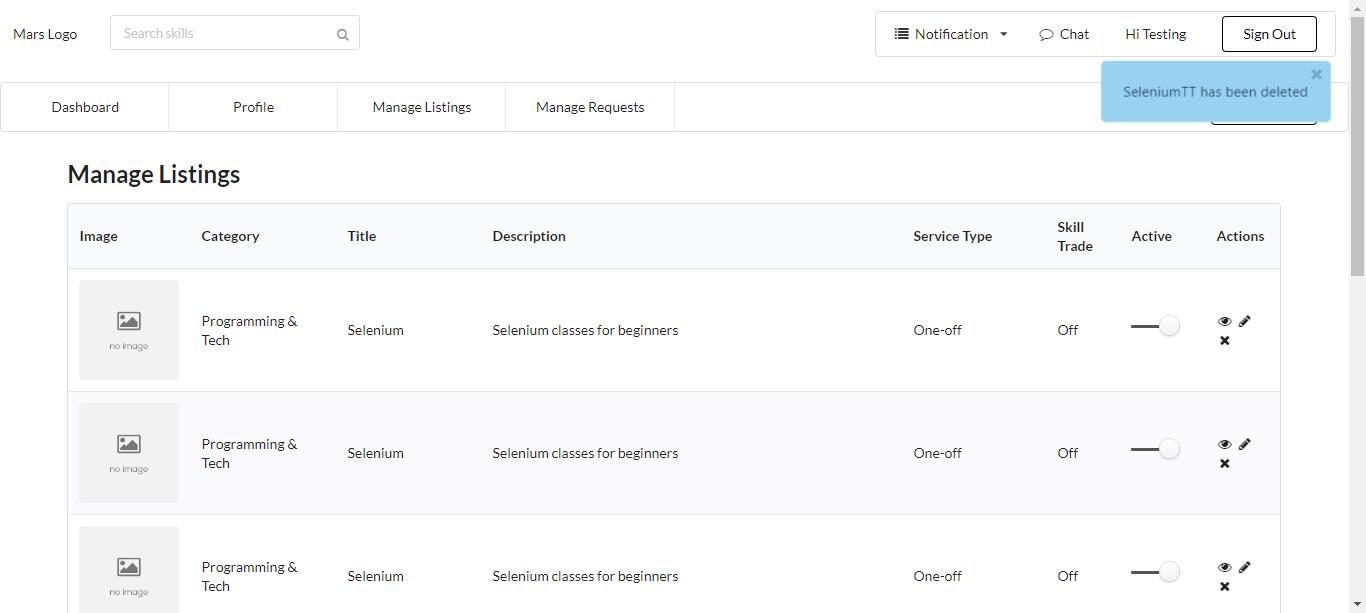 Mars Logo
Search skills
Notification
Chat
Hi Testing
Sign Out
SeleniumTT has been deleted
Dashboard
Profile
Manage Listings
Manage Requests
Manage Listings
Image
Category
Title
Description
Service Type
Skill
Trade
Active
Actions
no image
Programming &
Tech
Selenium
Selenium classes for beginners
One-off
Off
no image
Programming &
Tech
Selenium
Selenium classes for beginners
One-off
Off
no image
Programming &
Tech
Selenium
Selenium classes for beginners
One-off
Off